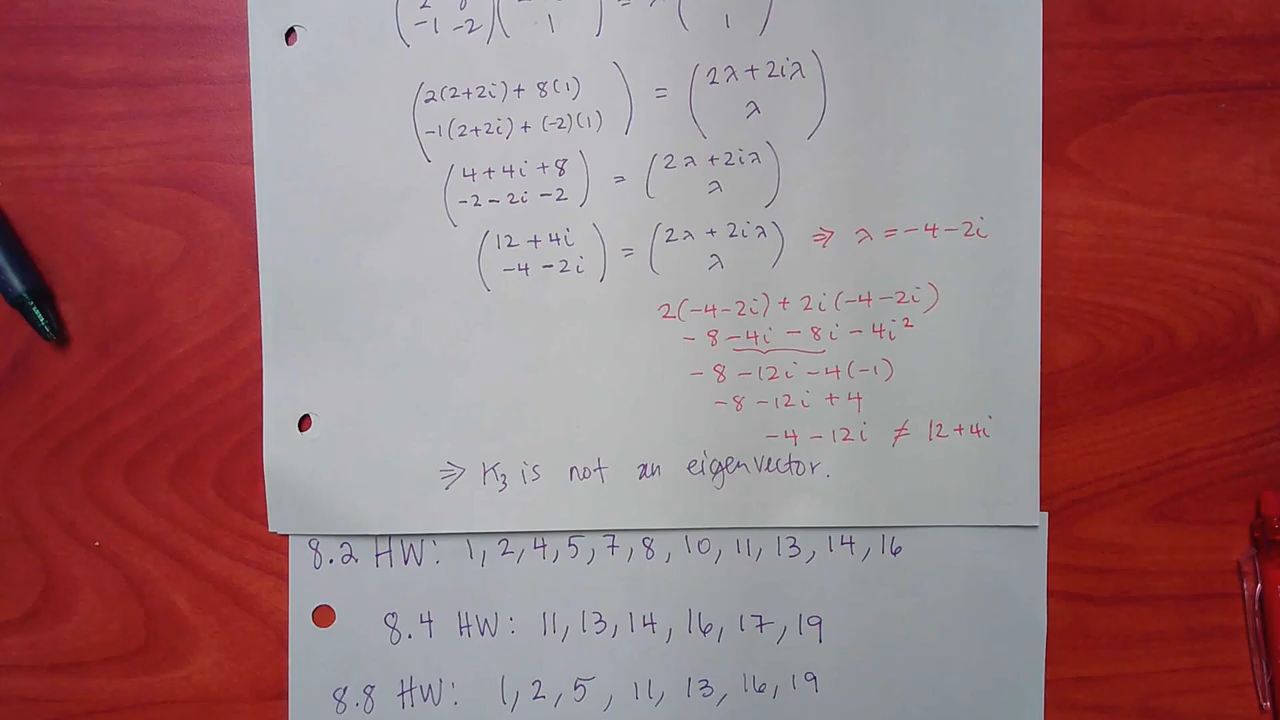 -1 -2 1 1
2(2+2i) + 8(1) = 2λ + 2iλ
-1(2+2i) + (-2)(1) λ
4 + 4i + 8 = 2λ + 2iλ
-2 - 2i - 2 λ
12 + 4i = 2λ + 2iλ ⇒ λ = -4 - 2i
-4 - 2i λ
2(-4-2i) + 2i(-4-2i)
-8 - 4i - 8i - 4i²
-8 - 12i - 4(-1)
-8 - 12i + 4
-4 - 12i ≠ 12 + 4i
⇒ K₃ is not an eigenvector.
8.2 HW: 1, 2, 4, 5, 7, 8, 10, 11, 13, 14, 16
8.4 HW: 11, 13, 14, 16, 17, 19
8.8 HW: 1, 2, 5, 11, 13, 16, 19